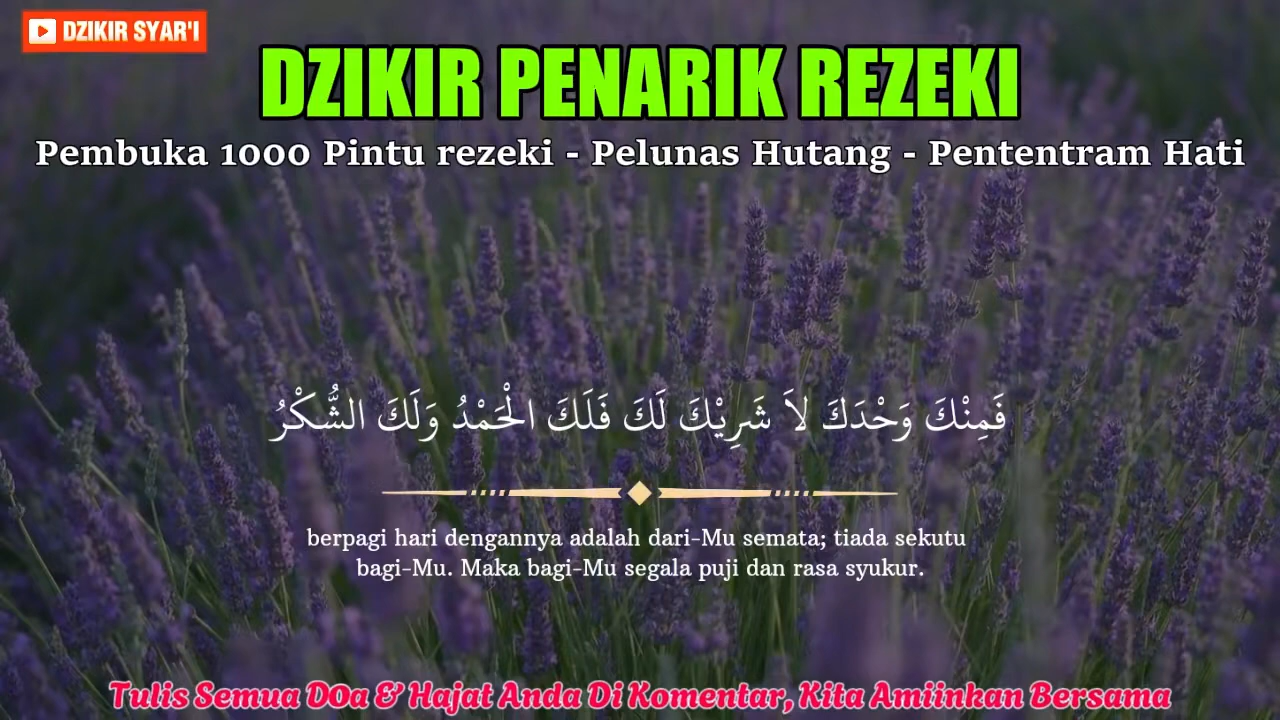 DZIKIR SYAR'I
DZIKIR PENARIK REZEKI
Pembuka 1000 Pintu rezeki - Pelunas Hutang - Pententram Hati
فَمِنْكَ وَحْدَكَ لاَ شَرِيْكَ لَكَ فَلَكَ الْحَمْدُ وَلَكَ الشُّكْرُ
berpagi hari dengannya adalah dari-Mu semata; tiada sekutu
bagi-Mu. Maka bagi-Mu segala puji dan rasa syukur.
Tulis Semua DOa & Hajat Anda Di Komentar, Kita Amiinkan Bersama